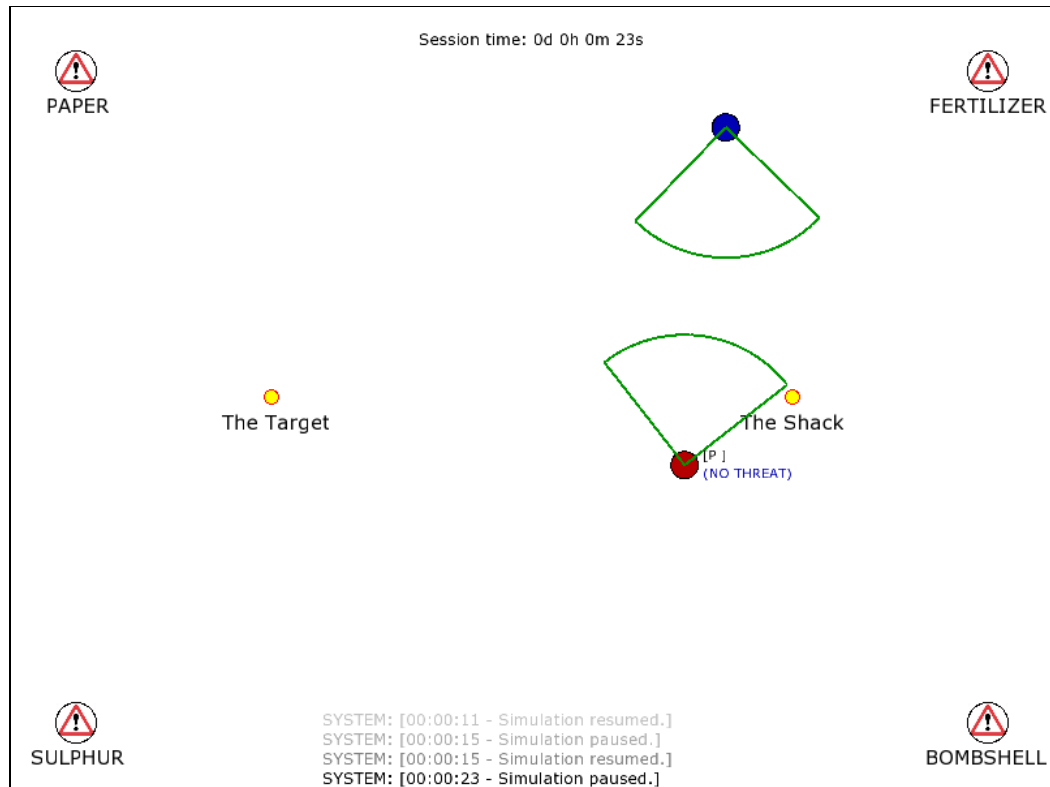 Session time: 0d 0h 0m 23s
PAPER
FERTILIZER
The Target
The Shack
[P ]
(NO THREAT)
SULPHUR
BOMBSHELL
SYSTEM: [00:00:11 - Simulation resumed.]
SYSTEM: [00:00:15 - Simulation paused.]
SYSTEM: [00:00:15 - Simulation resumed.]
SYSTEM: [00:00:23 - Simulation paused.]